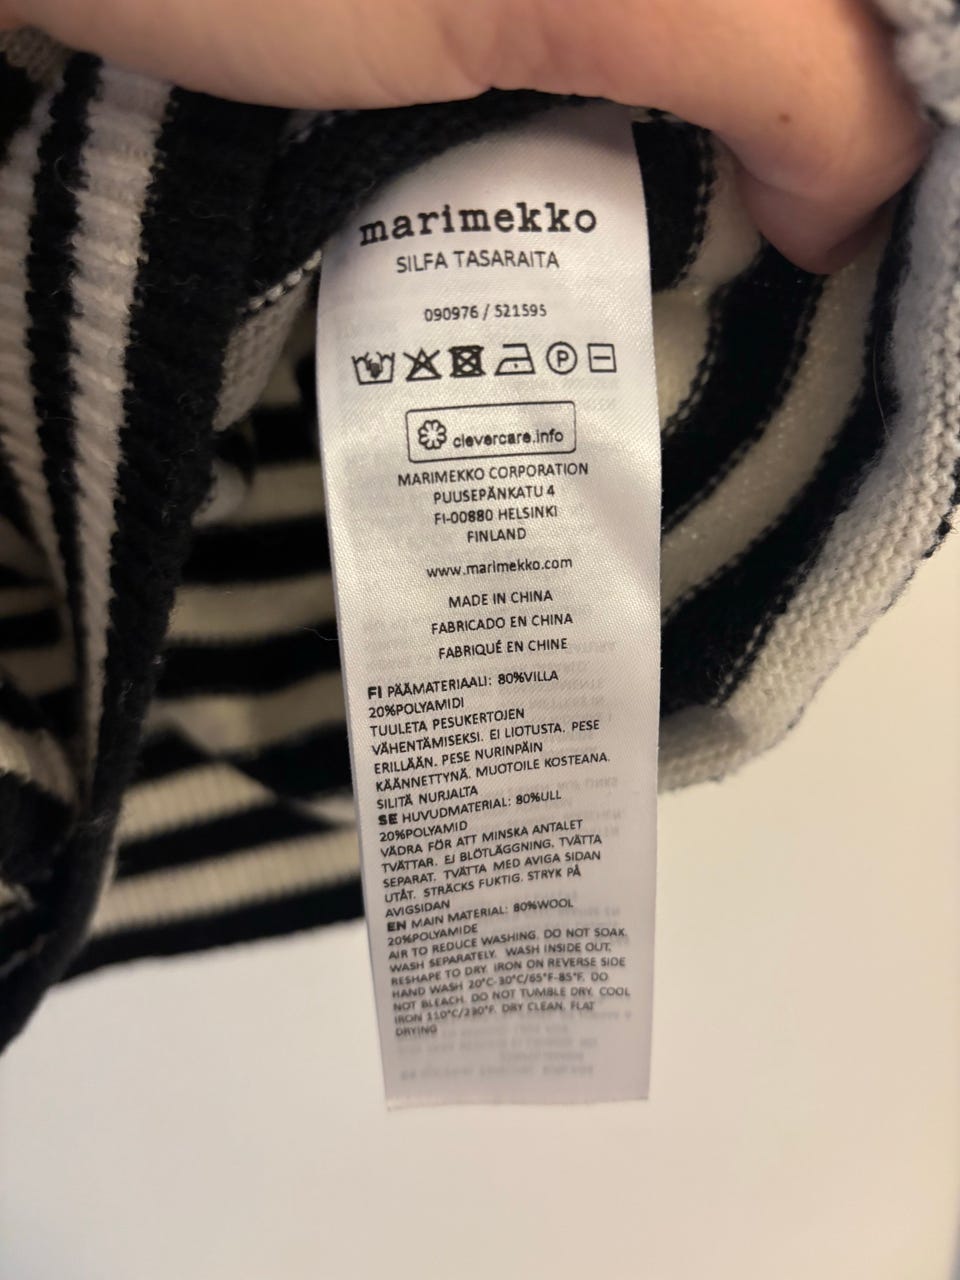 marimekko
SILFA TASARAITA
090976 / 521595
P
clevercare.info
MARIMEKKO CORPORATION
PUUSEPÄNKATU 4
FI-00880 HELSINKI
FINLAND
www.marimekko.com
MADE IN CHINA
FABRICADO EN CHINA
FABRIQUÉ EN CHINE
FI PÄÄMATERIAALI: 80%VILLA
20%POLYAMIDI
TUULETA PESUKERTOJEN
VÄHENTÄMISEKSI. EI LIOTUSTA. PESE
ERILLÄÄN. PESE NURINPÄIN
KÄÄNNETTYNÄ. MUOTOILE KOSTEANA.
SILITÄ NURJALTA
SE HUVUDMATERIAL: 80%ULL
20%POLYAMID
VÄDRA FÖR ATT MINSKA ANTALET
TVÄTTAR. EJ BLÖTLÄGGNING. TVÄTTA
SEPARAT. TVÄTTA MED AVIGA SIDAN
UTÅT. STRÄCKS FUKTIG. STRYK PÅ
AVIGSIDAN
EN MAIN MATERIAL: 80%WOOL
20%POLYAMIDE
AIR TO REDUCE WASHING. DO NOT SOAK.
WASH SEPARATELY. WASH INSIDE OUT.
RESHAPE TO DRY. IRON ON REVERSE SIDE
HAND WASH 20°C-30°C/65°F-85°F. DO
NOT BLEACH. DO NOT TUMBLE DRY. COOL
IRON 110°C/230°F. DRY CLEAN. FLAT
DRYING